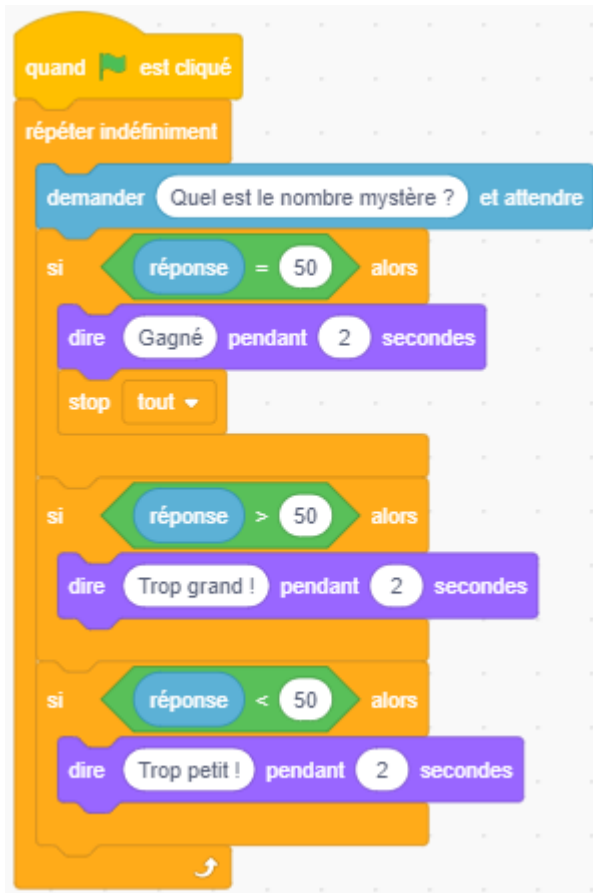 quand est cliqué
répéter indéfiniment
demander Quel est le nombre mystère ? et attendre
si réponse = 50 alors
dire Gagné pendant 2 secondes
stop tout
si réponse > 50 alors
dire Trop grand ! pendant 2 secondes
si réponse < 50 alors
dire Trop petit ! pendant 2 secondes